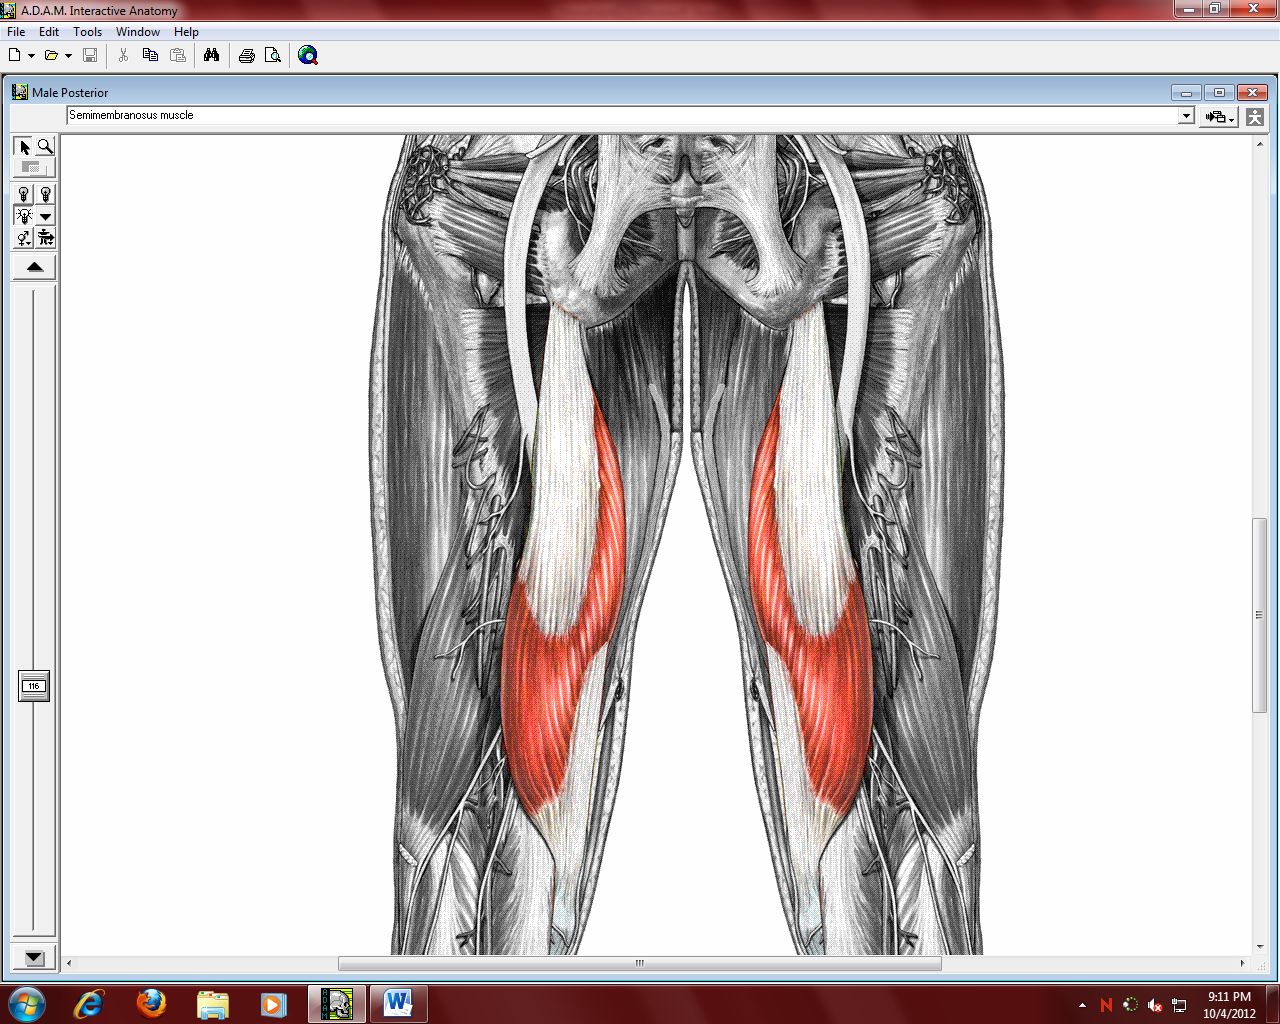 A.D.A.M. Interactive Anatomy
File Edit Tools Window Help
Male Posterior
Semimembranosus muscle
116
9:11 PM
10/4/2012